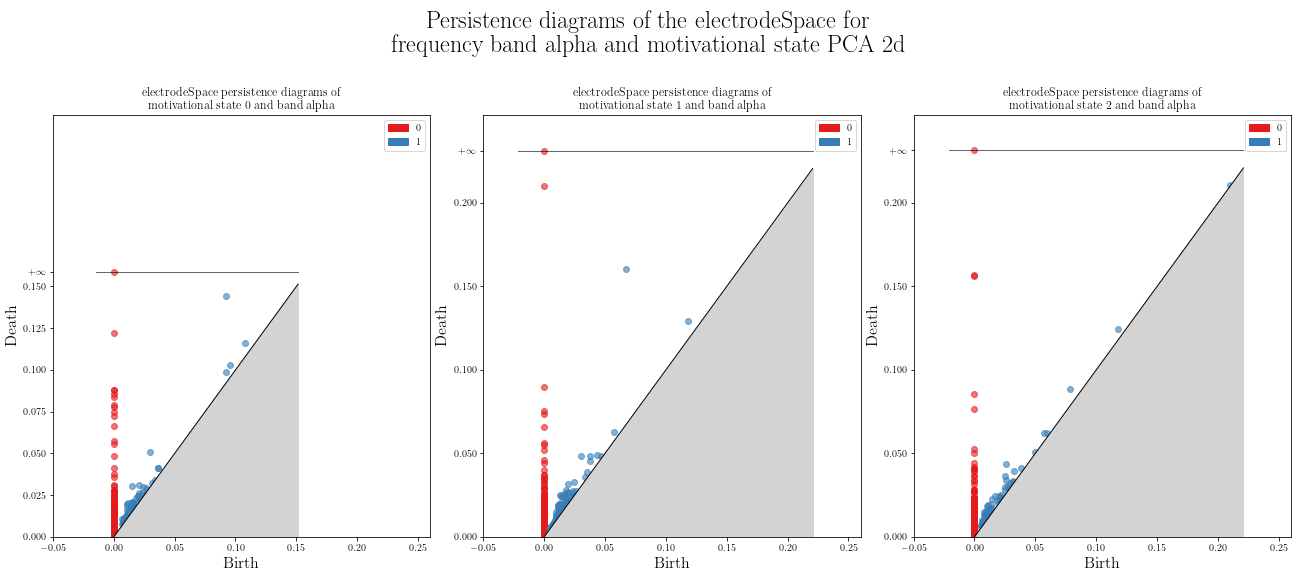 Persistence diagrams of the electrodeSpace for
frequency band alpha and motivational state PCA 2d
electrodeSpace persistence diagrams of
motivational state 0 and band alpha
0
1
+∞
0.150
0.125
0.100
0.075
0.050
0.025
0.000
Death
−0.05 0.00 0.05 0.10 0.15 0.20 0.25
Birth
electrodeSpace persistence diagrams of
motivational state 1 and band alpha
0
1
+∞
0.200
0.150
0.100
0.050
0.000
Death
−0.05 0.00 0.05 0.10 0.15 0.20 0.25
Birth
electrodeSpace persistence diagrams of
motivational state 2 and band alpha
0
1
+∞
0.200
0.150
0.100
0.050
0.000
Death
−0.05 0.00 0.05 0.10 0.15 0.20 0.25
Birth